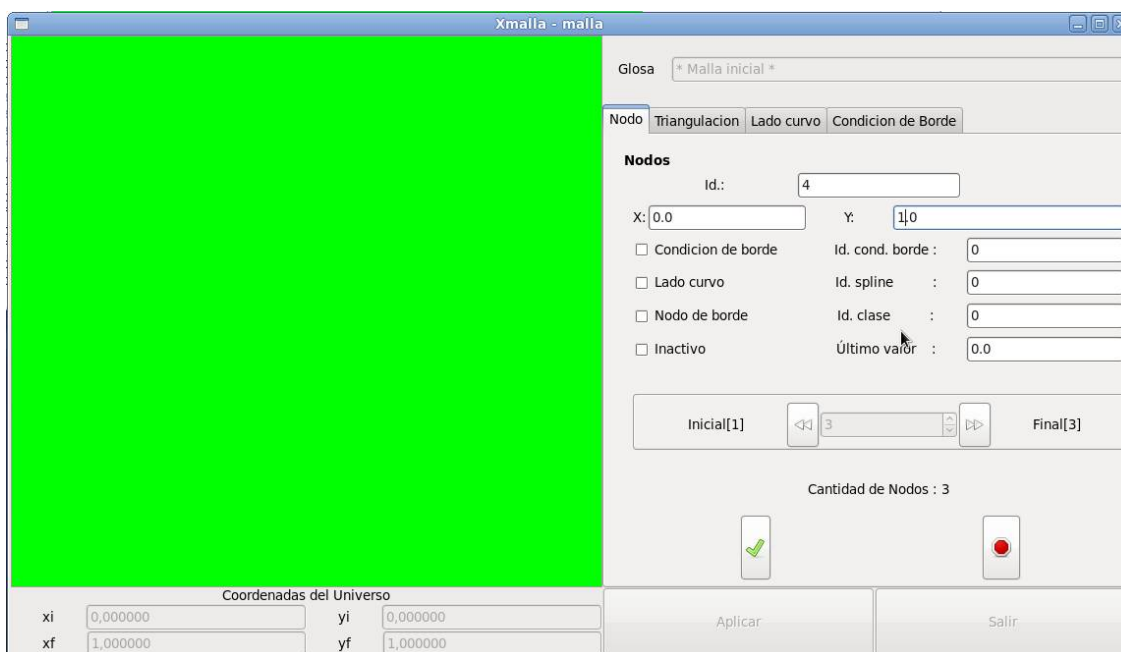 Xmalla - malla
Glosa * Malla inicial *
Nodo Triangulacion Lado curvo Condicion de Borde
Nodos
Id.: 4
X: 0.0 Y: 1.0
Condicion de borde Id. cond. borde : 0
Lado curvo Id. spline : 0
Nodo de borde Id. clase : 0
Inactivo Último valor : 0.0
Inicial[1] 3 Final[3]
Cantidad de Nodos : 3
Coordenadas del Universo
xi 0,000000 yi 0,000000
xf 1,000000 yf 1,000000
Aplicar Salir